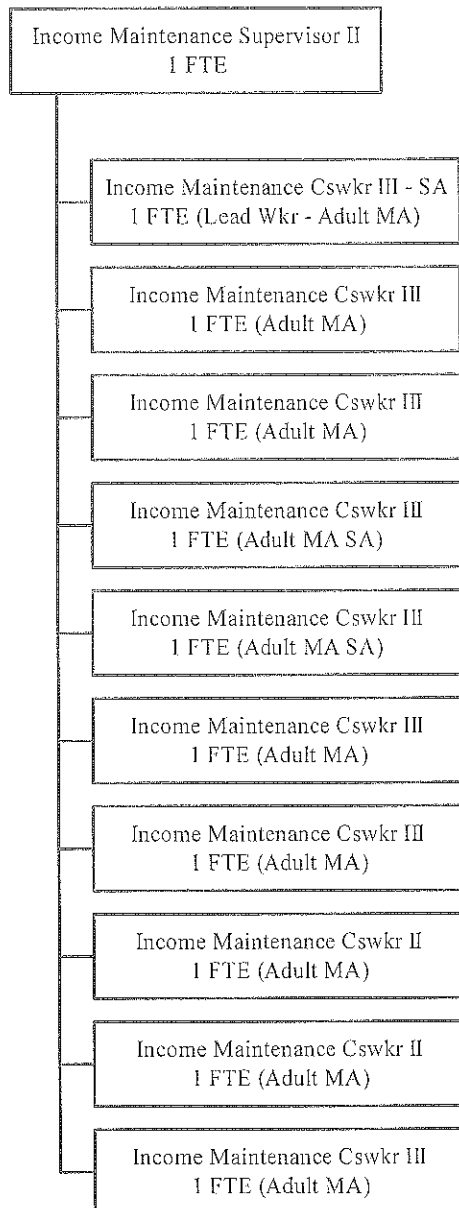 Income Maintenance Supervisor II
1 FTE
Income Maintenance Cswkr III - SA
1 FTE (Lead Wkr - Adult MA)
Income Maintenance Cswkr III
1 FTE (Adult MA)
Income Maintenance Cswkr III
1 FTE (Adult MA)
Income Maintenance Cswkr III
1 FTE (Adult MA SA)
Income Maintenance Cswkr III
1 FTE (Adult MA SA)
Income Maintenance Cswkr III
1 FTE (Adult MA)
Income Maintenance Cswkr III
1 FTE (Adult MA)
Income Maintenance Cswkr II
1 FTE (Adult MA)
Income Maintenance Cswkr II
1 FTE (Adult MA)
Income Maintenance Cswkr III
1 FTE (Adult MA)